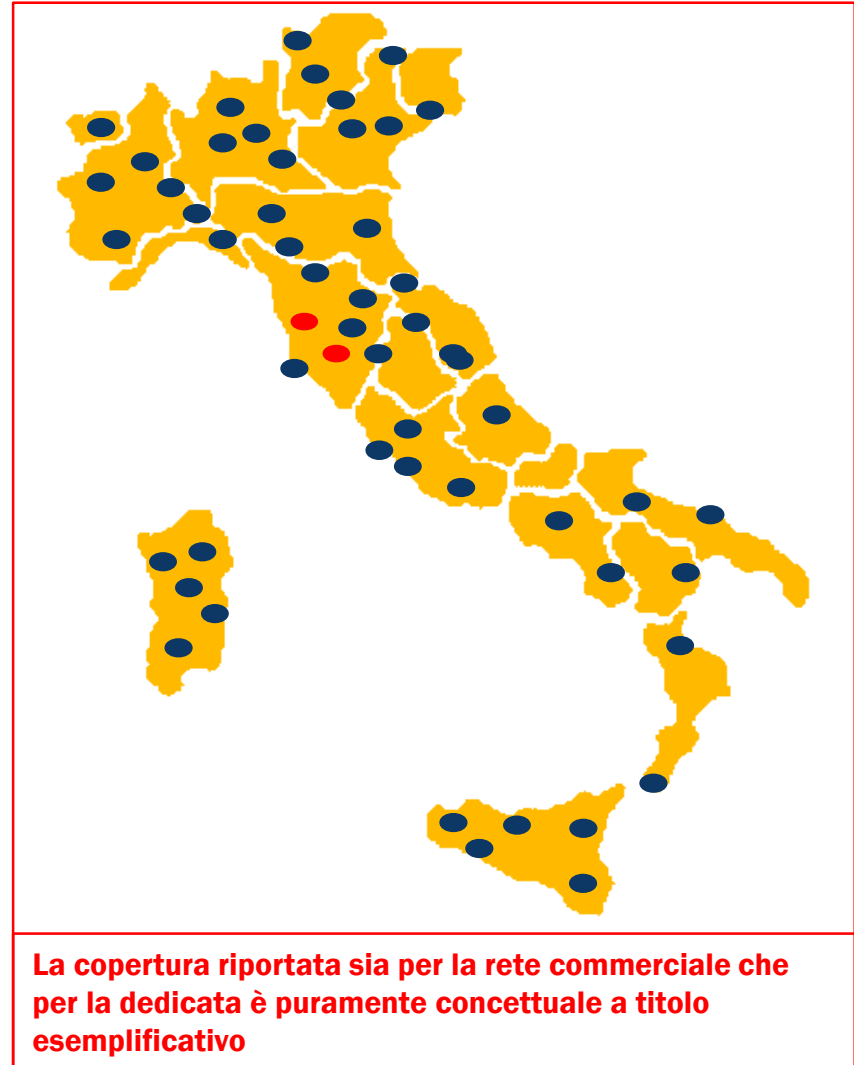 La copertura riportata sia per la rete commerciale che
per la dedicata è puramente concettuale a titolo
esemplificativo